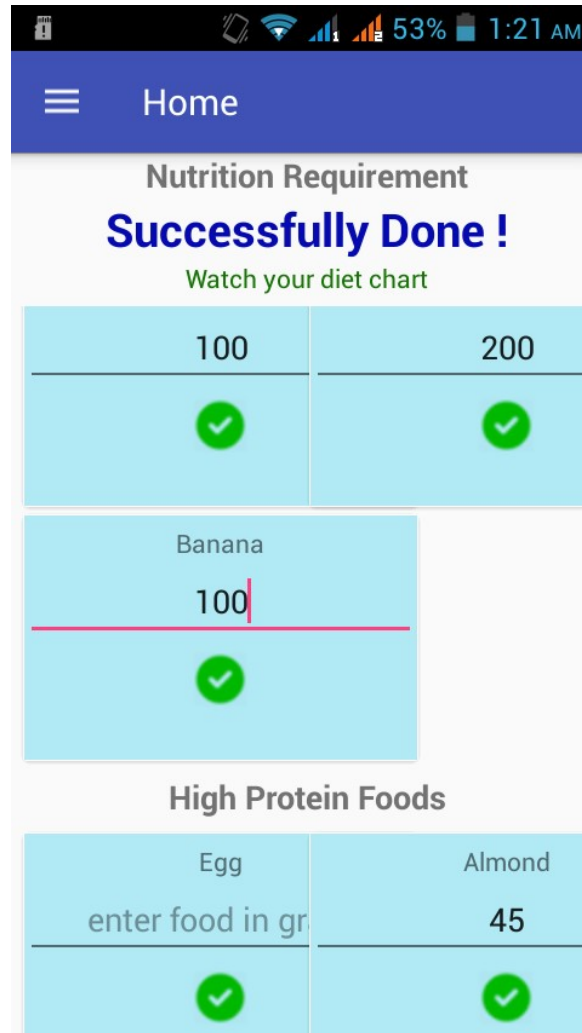 53% 1:21 AM
Home
Nutrition Requirement
Successfully Done !
Watch your diet chart
100 200
Banana
100
High Protein Foods
Egg Almond
enter food in gr 45